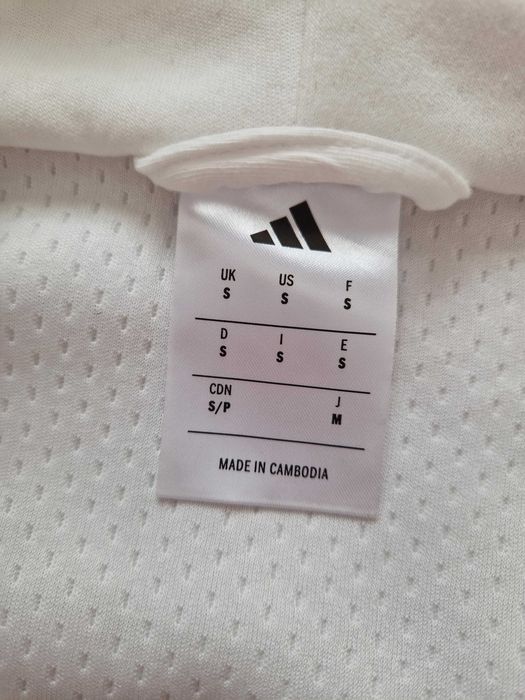 UK US F
S S S
D I E
S S S
CDN J
S/P M
MADE IN CAMBODIA